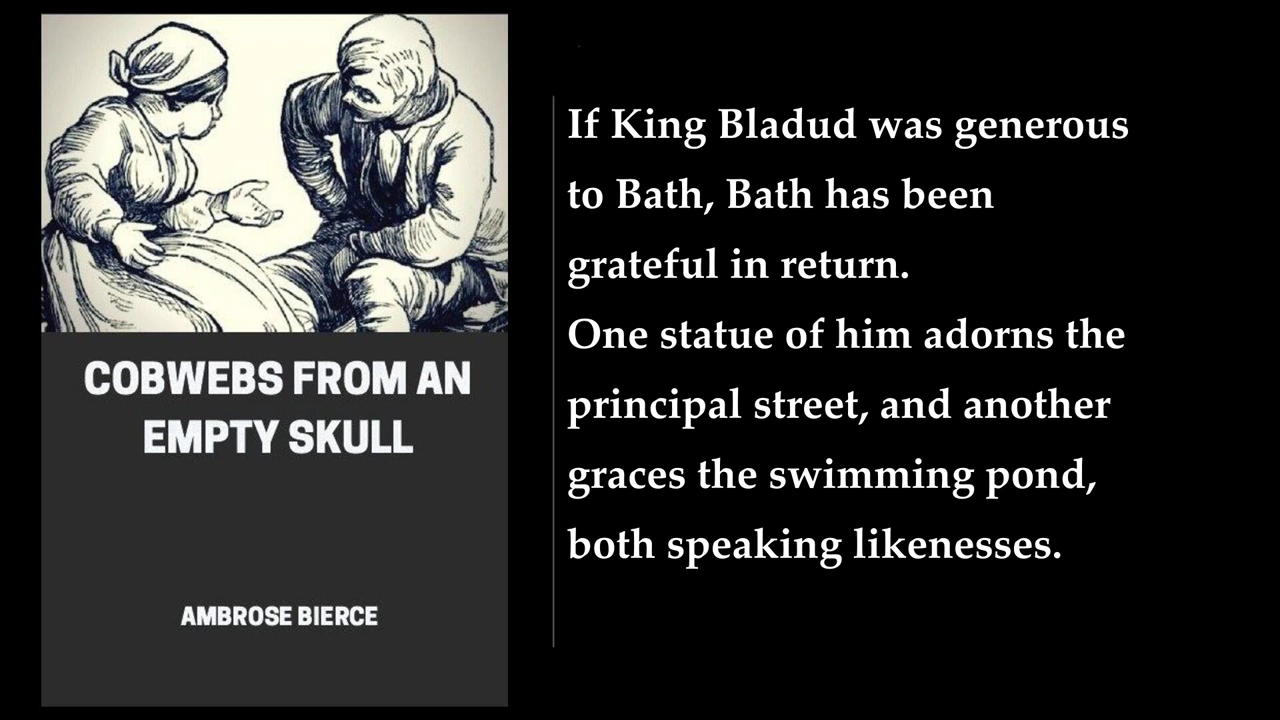 COBWEBS FROM AN
EMPTY SKULL
AMBROSE BIERCE
If King Bladud was generous
to Bath, Bath has been
grateful in return.
One statue of him adorns the
principal street, and another
graces the swimming pond,
both speaking likenesses.